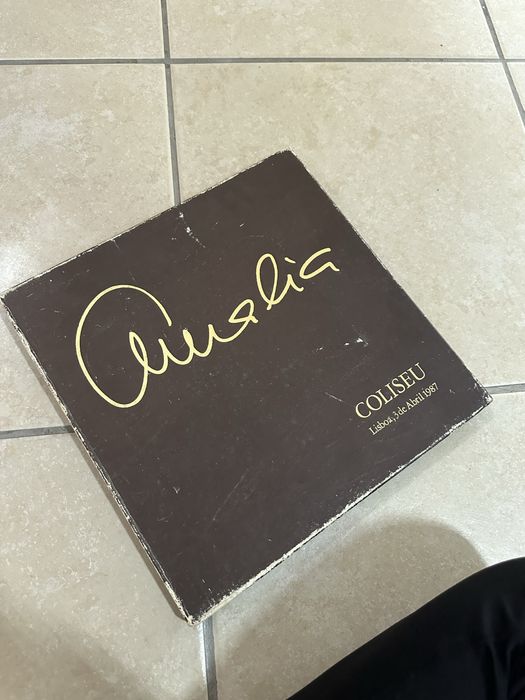 Amalia
COLISEU
Lisboa, 3 de Abril 1987